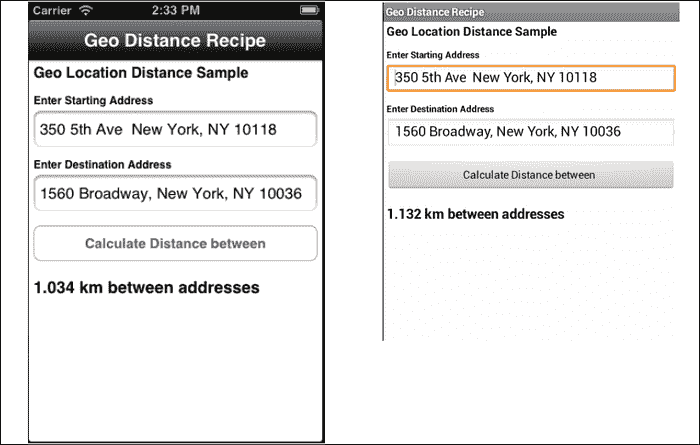 Carrier 2:33 PM
Geo Distance Recipe
Geo Location Distance Sample
Enter Starting Address
350 5th Ave  New York, NY 10118
Enter Destination Address
1560 Broadway, New York, NY 10036
Calculate Distance between
1.034 km between addresses
Geo Distance Recipe
Geo Location Distance Sample
Enter Starting Address
350 5th Ave  New York, NY 10118
Enter Destination Address
1560 Broadway, New York, NY 10036
Calculate Distance between
1.132 km between addresses